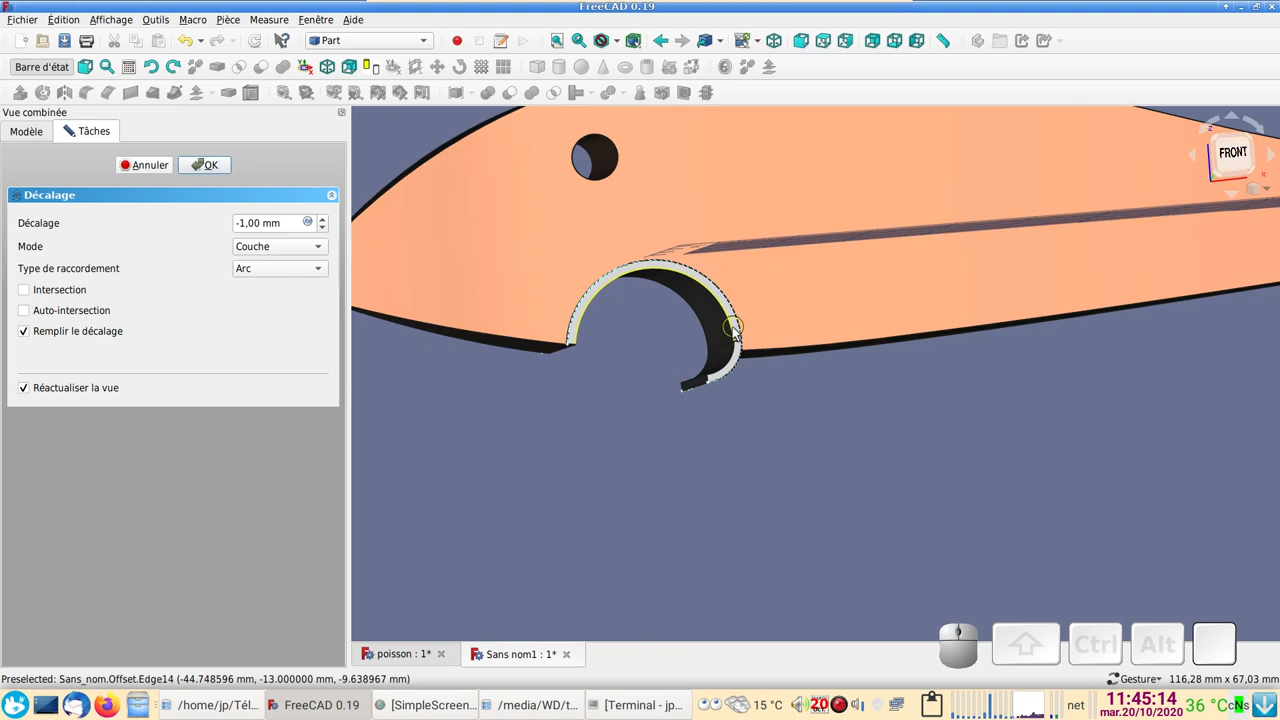 FreeCAD 0.19
Fichier Édition Affichage Outils Macro Pièce Measure Fenêtre Aide
Part
Barre d'état
Vue combinée
Modèle Tâches
Annuler OK
Décalage
Décalage -1,00 mm
Mode Couche
Type de raccordement Arc
Intersection
Auto-intersection
Remplir le décalage
Réactualiser la vue
FRONT
z
x
Ctrl Alt
poisson : 1* Sans nom1 : 1*
Preselected: Sans_nom.Offset.Edge14 (-44.748596 mm, -13.000000 mm, -9.638967 mm) Gesture 116,28 mm x 67,03 mm
/home/jp/Tél... FreeCAD 0.19 [SimpleScreen... /media/WD/t... [Terminal - jp... 15 °C 20 net 11:45:14 36 °C
mar.20/10/2020